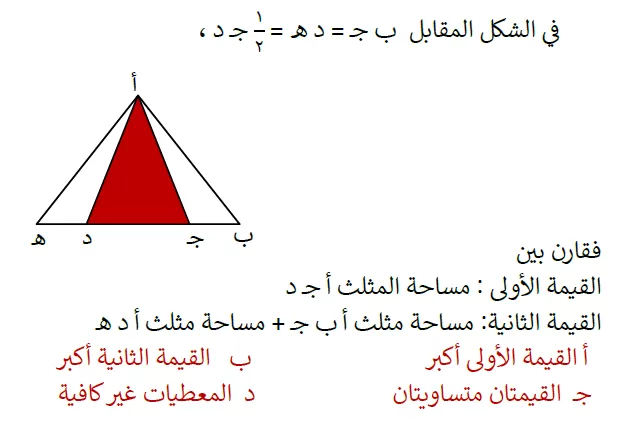 في الشكل المقابل ب جـ = د هـ = ١/٢ جـ د ،
أ
هـ د جـ ب
فقارن بين
القيمة الأولى : مساحة المثلث أ جـ د
القيمة الثانية: مساحة مثلث أ ب جـ + مساحة مثلث أ د هـ
أ القيمة الأولى أكبر ب القيمة الثانية أكبر
جـ القيمتان متساويتان د المعطيات غير كافية